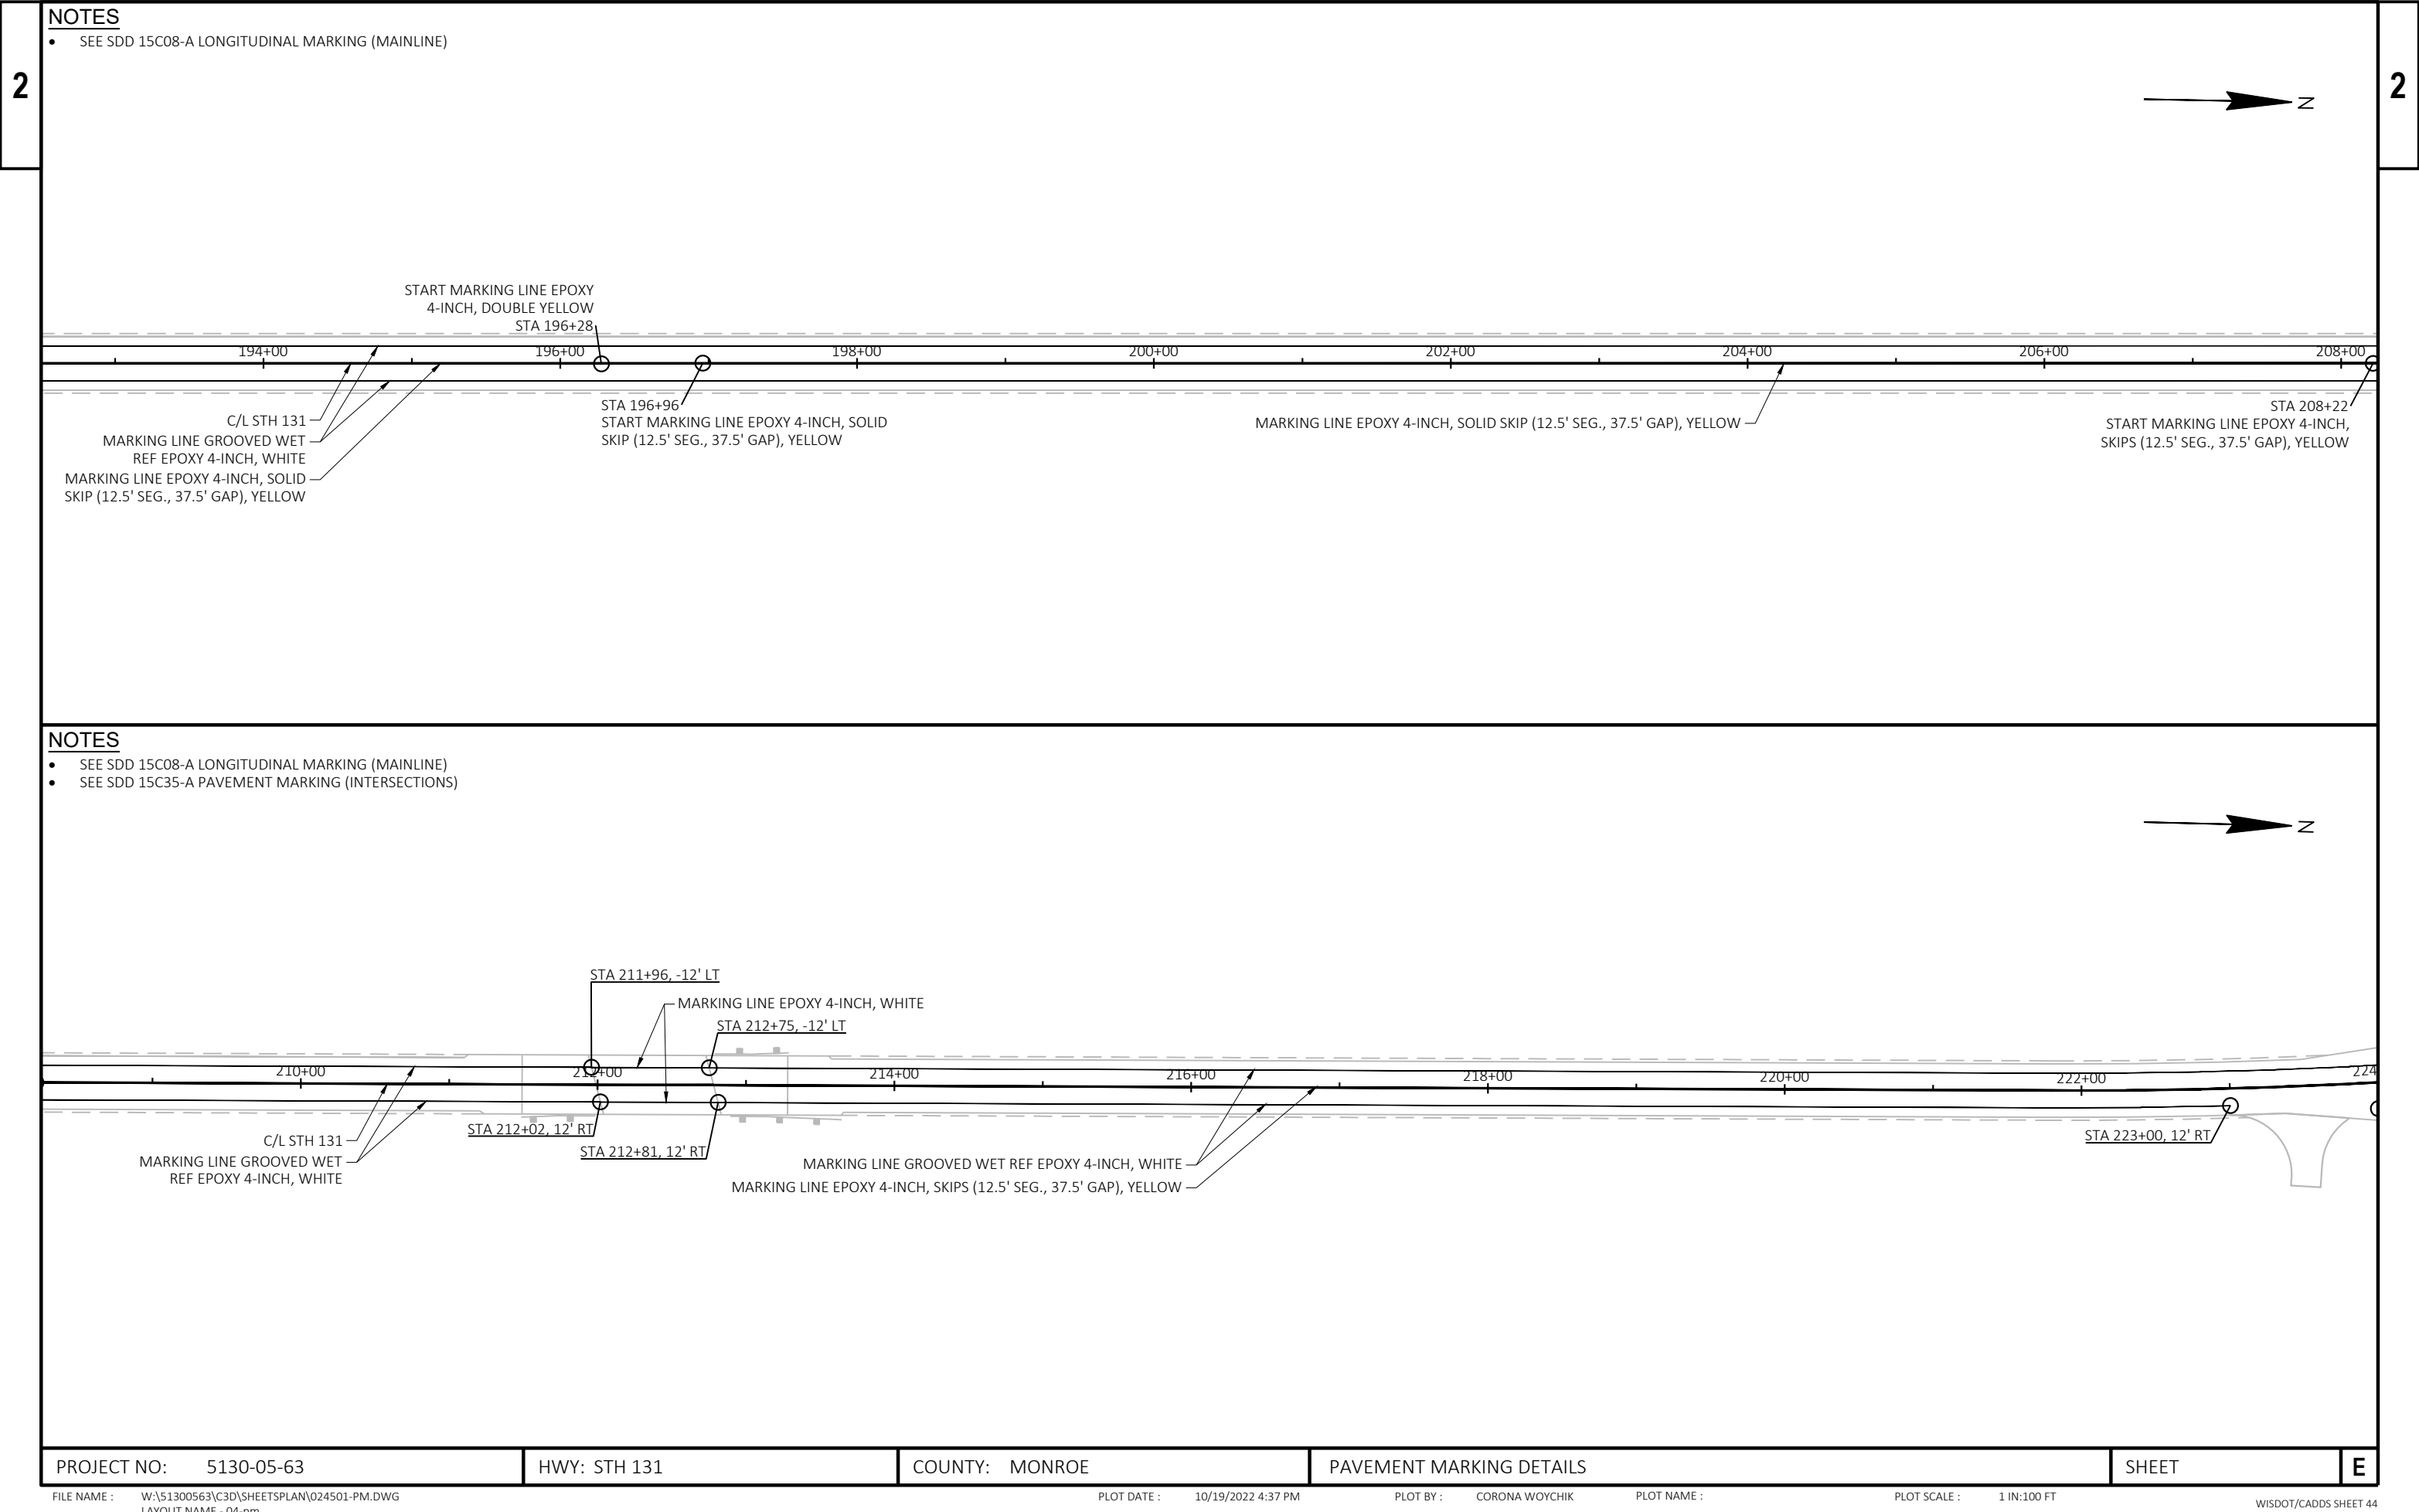 2
2
NOTES
• SEE SDD 15C08-A LONGITUDINAL MARKING (MAINLINE)
N
START MARKING LINE EPOXY
4-INCH, DOUBLE YELLOW
STA 196+28
194+00
196+00
198+00
200+00
202+00
204+00
206+00
208+00
C/L STH 131
MARKING LINE GROOVED WET
REF EPOXY 4-INCH, WHITE
MARKING LINE EPOXY 4-INCH, SOLID
SKIP (12.5' SEG., 37.5' GAP), YELLOW
STA 196+96
START MARKING LINE EPOXY 4-INCH, SOLID
SKIP (12.5' SEG., 37.5' GAP), YELLOW
MARKING LINE EPOXY 4-INCH, SOLID SKIP (12.5' SEG., 37.5' GAP), YELLOW
STA 208+22
START MARKING LINE EPOXY 4-INCH,
SKIPS (12.5' SEG., 37.5' GAP), YELLOW
NOTES
• SEE SDD 15C08-A LONGITUDINAL MARKING (MAINLINE)
• SEE SDD 15C35-A PAVEMENT MARKING (INTERSECTIONS)
N
STA 211+96, -12' LT
MARKING LINE EPOXY 4-INCH, WHITE
STA 212+75, -12' LT
210+00
212+00
214+00
216+00
218+00
220+00
222+00
224
STA 212+02, 12' RT
STA 212+81, 12' RT
C/L STH 131
MARKING LINE GROOVED WET
REF EPOXY 4-INCH, WHITE
MARKING LINE GROOVED WET REF EPOXY 4-INCH, WHITE
MARKING LINE EPOXY 4-INCH, SKIPS (12.5' SEG., 37.5' GAP), YELLOW
STA 223+00, 12' RT
PROJECT NO: 5130-05-63
HWY: STH 131
COUNTY: MONROE
PAVEMENT MARKING DETAILS
SHEET
E
FILE NAME : W:\51300563\C3D\SHEETSPLAN\024501-PM.DWG
LAYOUT NAME - 04-pm
PLOT DATE : 10/19/2022 4:37 PM
PLOT BY : CORONA WOYCHIK
PLOT NAME :
PLOT SCALE : 1 IN:100 FT
WISDOT/CADDS SHEET 44